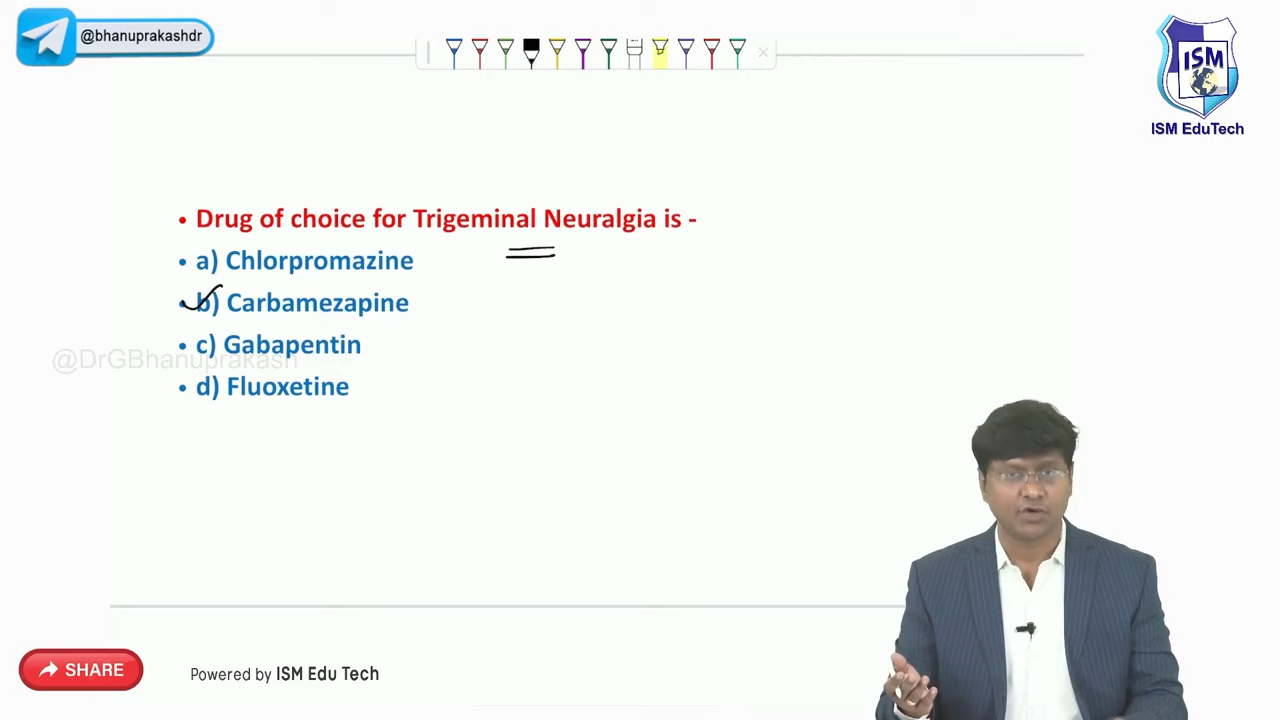 @bhanuprakashdr
ISM
ISM EduTech
• Drug of choice for Trigeminal Neuralgia is -
• a) Chlorpromazine
• b) Carbamezapine
• c) Gabapentin
@DrGBhanuprakash
• d) Fluoxetine
SHARE
Powered by ISM Edu Tech